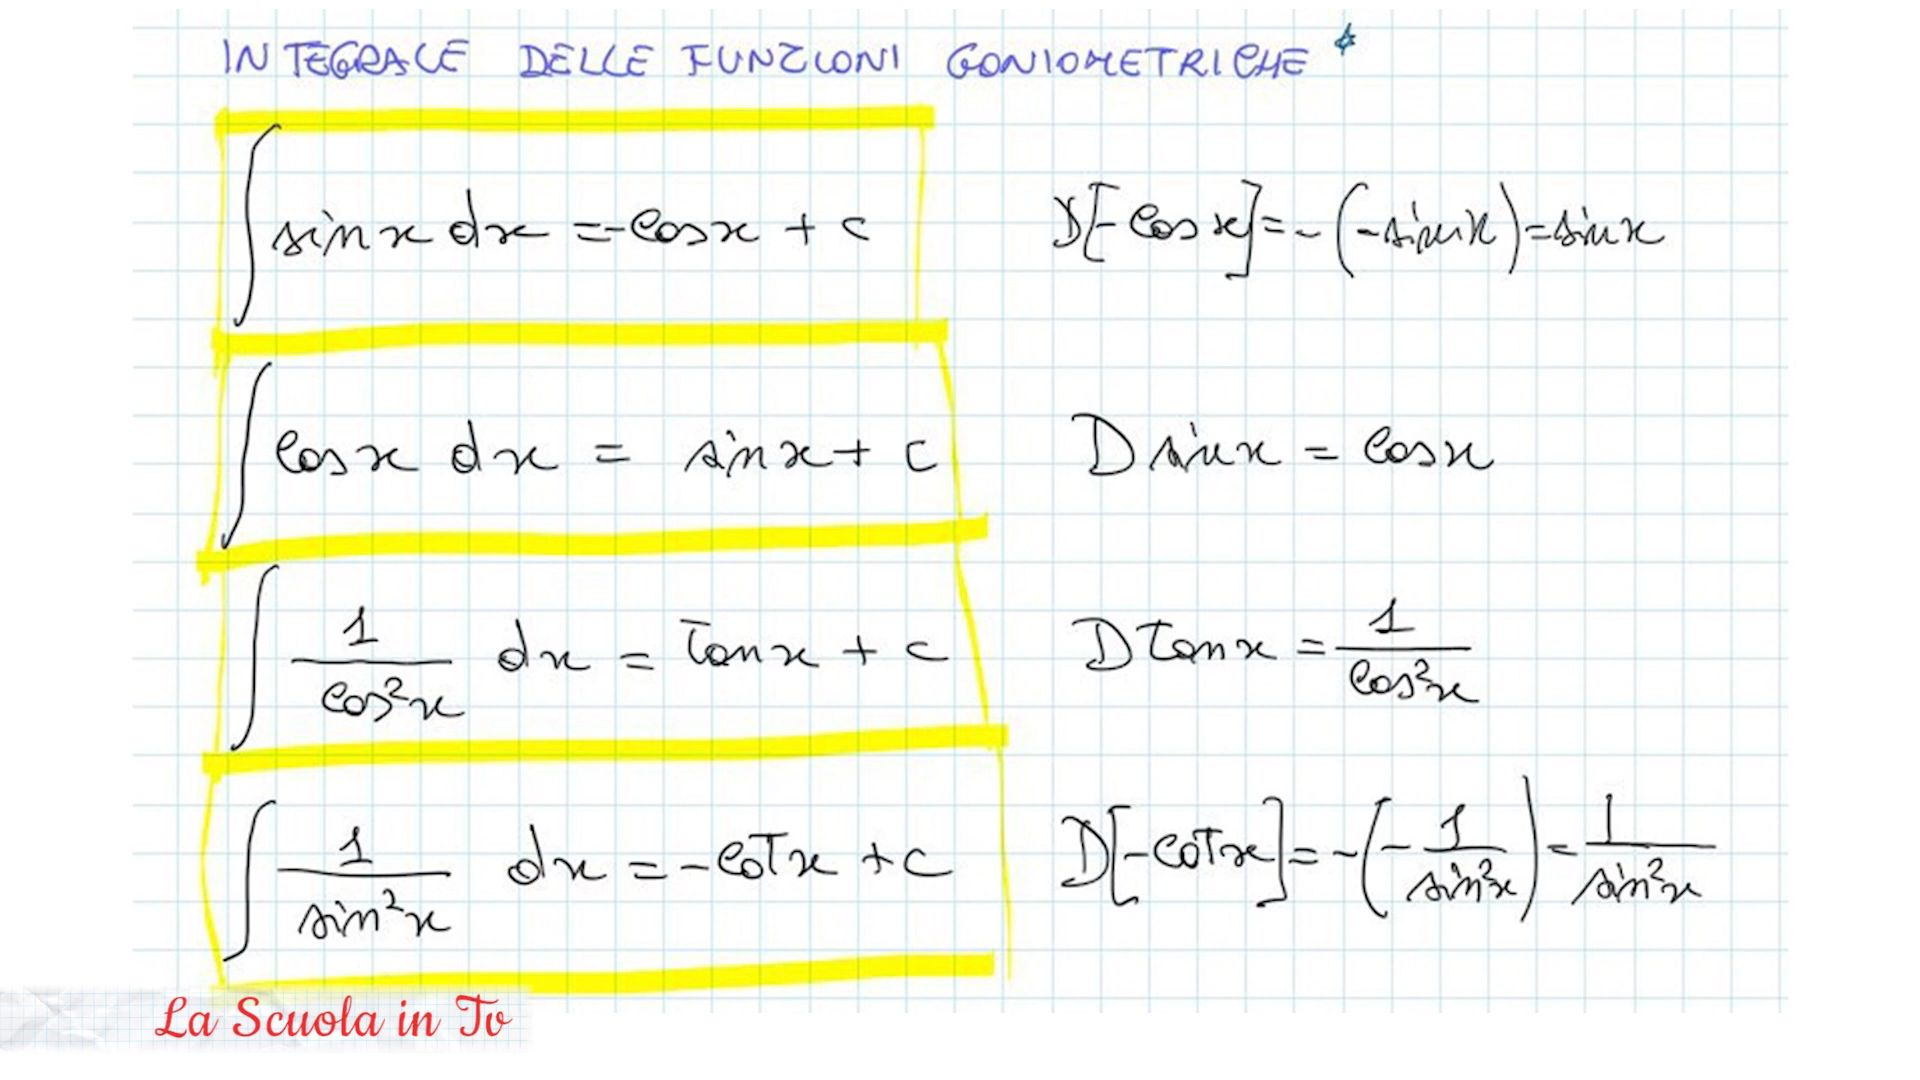 INTEGRALE DELLE FUNZIONI GONIOMETRICHE *
∫ sin x dx = -cos x + c    D[-cos x] = -(-sin x) = sin x
∫ cos x dx = sin x + c    D sin x = cos x
∫ 1/cos²x dx = Tan x + c    D Tan x = 1/cos²x
∫ 1/sin²x dx = -coT x + c    D[-coT x] = -(-1/sin²x) = 1/sin²x
La Scuola in Tv